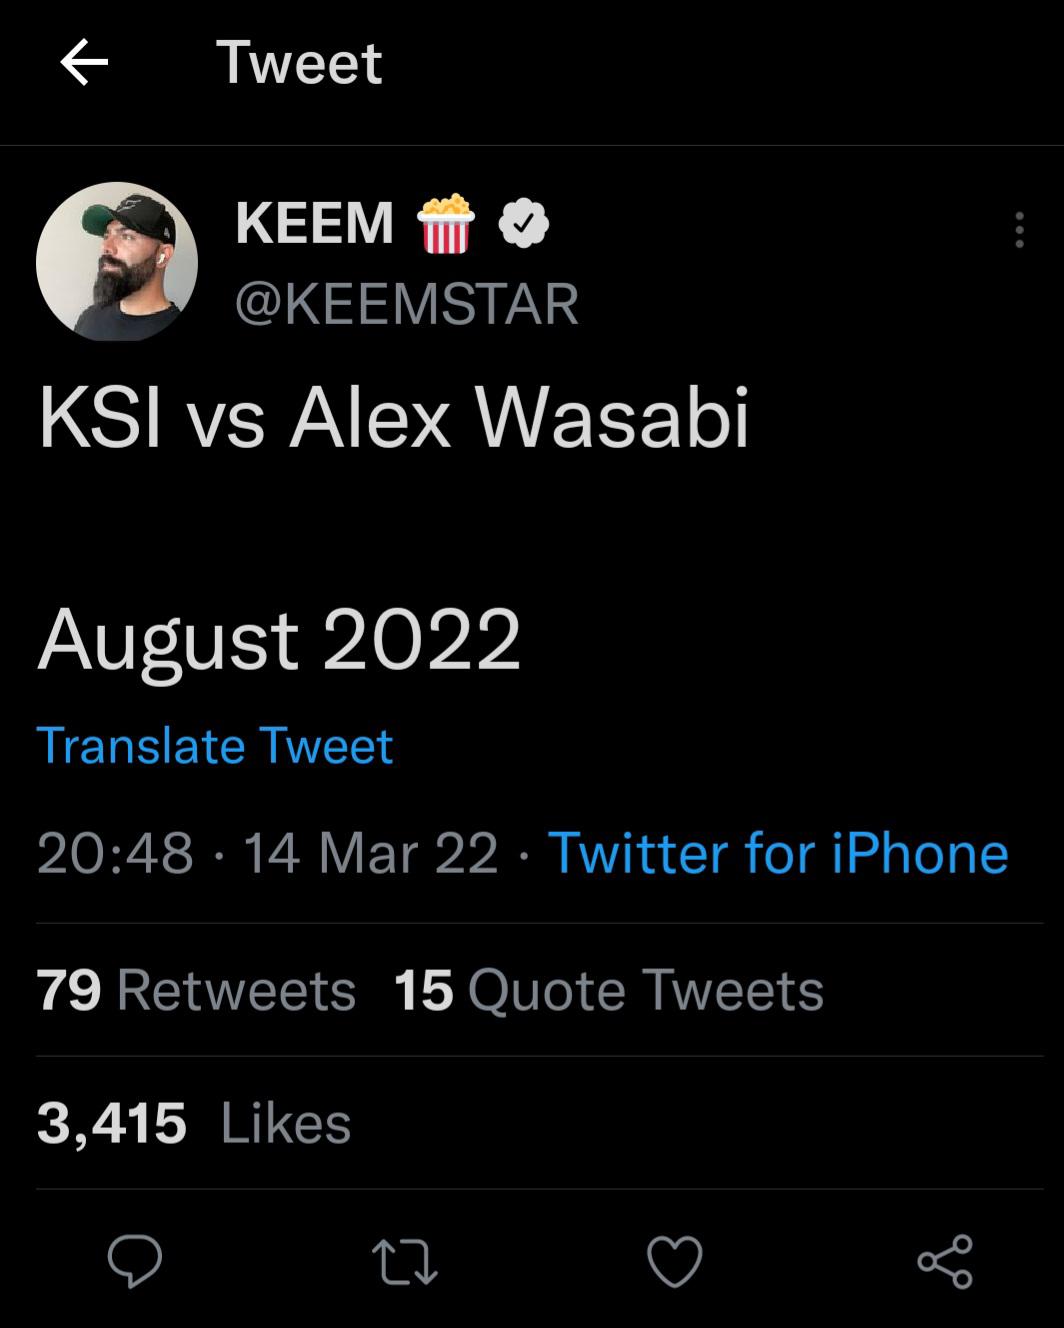 Tweet
KEEM 🍿
@KEEMSTAR
KSI vs Alex Wasabi
August 2022
Translate Tweet
20:48 · 14 Mar 22 · Twitter for iPhone
79 Retweets 15 Quote Tweets
3,415 Likes